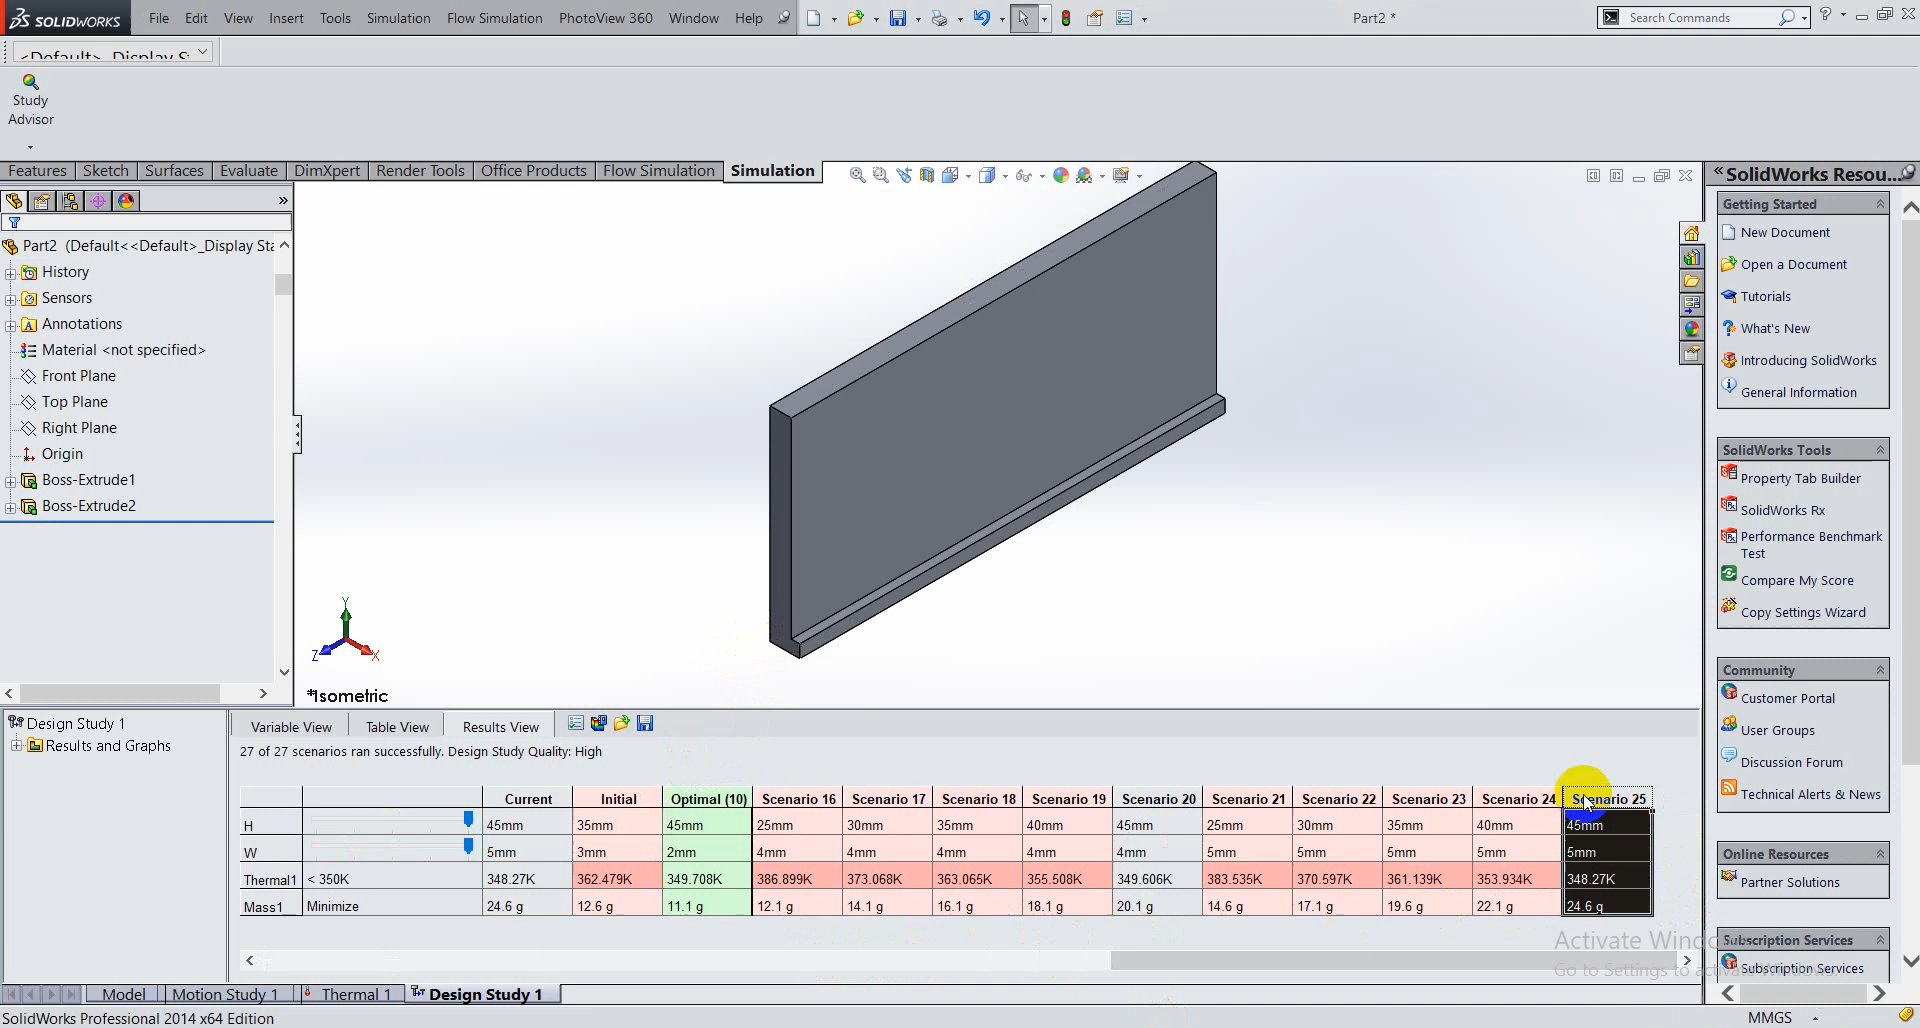 SOLIDWORKS File Edit View Insert Tools Simulation Flow Simulation PhotoView 360 Window Help Part2 * Search Commands
<Default>_Display S
Study
Advisor
Features Sketch Surfaces Evaluate DimXpert Render Tools Office Products Flow Simulation Simulation
Part2 (Default<<Default>_Display Sta
History
Sensors
Annotations
Material <not specified>
Front Plane
Top Plane
Right Plane
Origin
Boss-Extrude1
Boss-Extrude2
Y
Z
X
*Isometric
SolidWorks Resou...
Getting Started
New Document
Open a Document
Tutorials
What's New
Introducing SolidWorks
General Information
SolidWorks Tools
Property Tab Builder
SolidWorks Rx
Performance Benchmark
Test
Compare My Score
Copy Settings Wizard
Community
Customer Portal
User Groups
Discussion Forum
Technical Alerts & News
Online Resources
Partner Solutions
Subscription Services
Subscription Services
Design Study 1
Results and Graphs
Variable View Table View Results View
27 of 27 scenarios ran successfully. Design Study Quality: High
Current Initial Optimal (10) Scenario 16 Scenario 17 Scenario 18 Scenario 19 Scenario 20 Scenario 21 Scenario 22 Scenario 23 Scenario 24 Scenario 25
H 45mm 35mm 45mm 25mm 30mm 35mm 40mm 45mm 25mm 30mm 35mm 40mm 45mm
W 5mm 3mm 2mm 4mm 4mm 4mm 4mm 4mm 5mm 5mm 5mm 5mm 5mm
Thermal1 < 350K 348.27K 362.479K 349.708K 386.899K 373.068K 363.065K 355.508K 349.606K 383.535K 370.597K 361.139K 353.934K 348.27K
Mass1 Minimize 24.6 g 12.6 g 11.1 g 12.1 g 14.1 g 16.1 g 18.1 g 20.1 g 14.6 g 17.1 g 19.6 g 22.1 g 24.6 g
Activate Windows
Go to Settings to activate Windows.
Model Motion Study 1 Thermal 1 Design Study 1
SolidWorks Professional 2014 x64 Edition MMGS